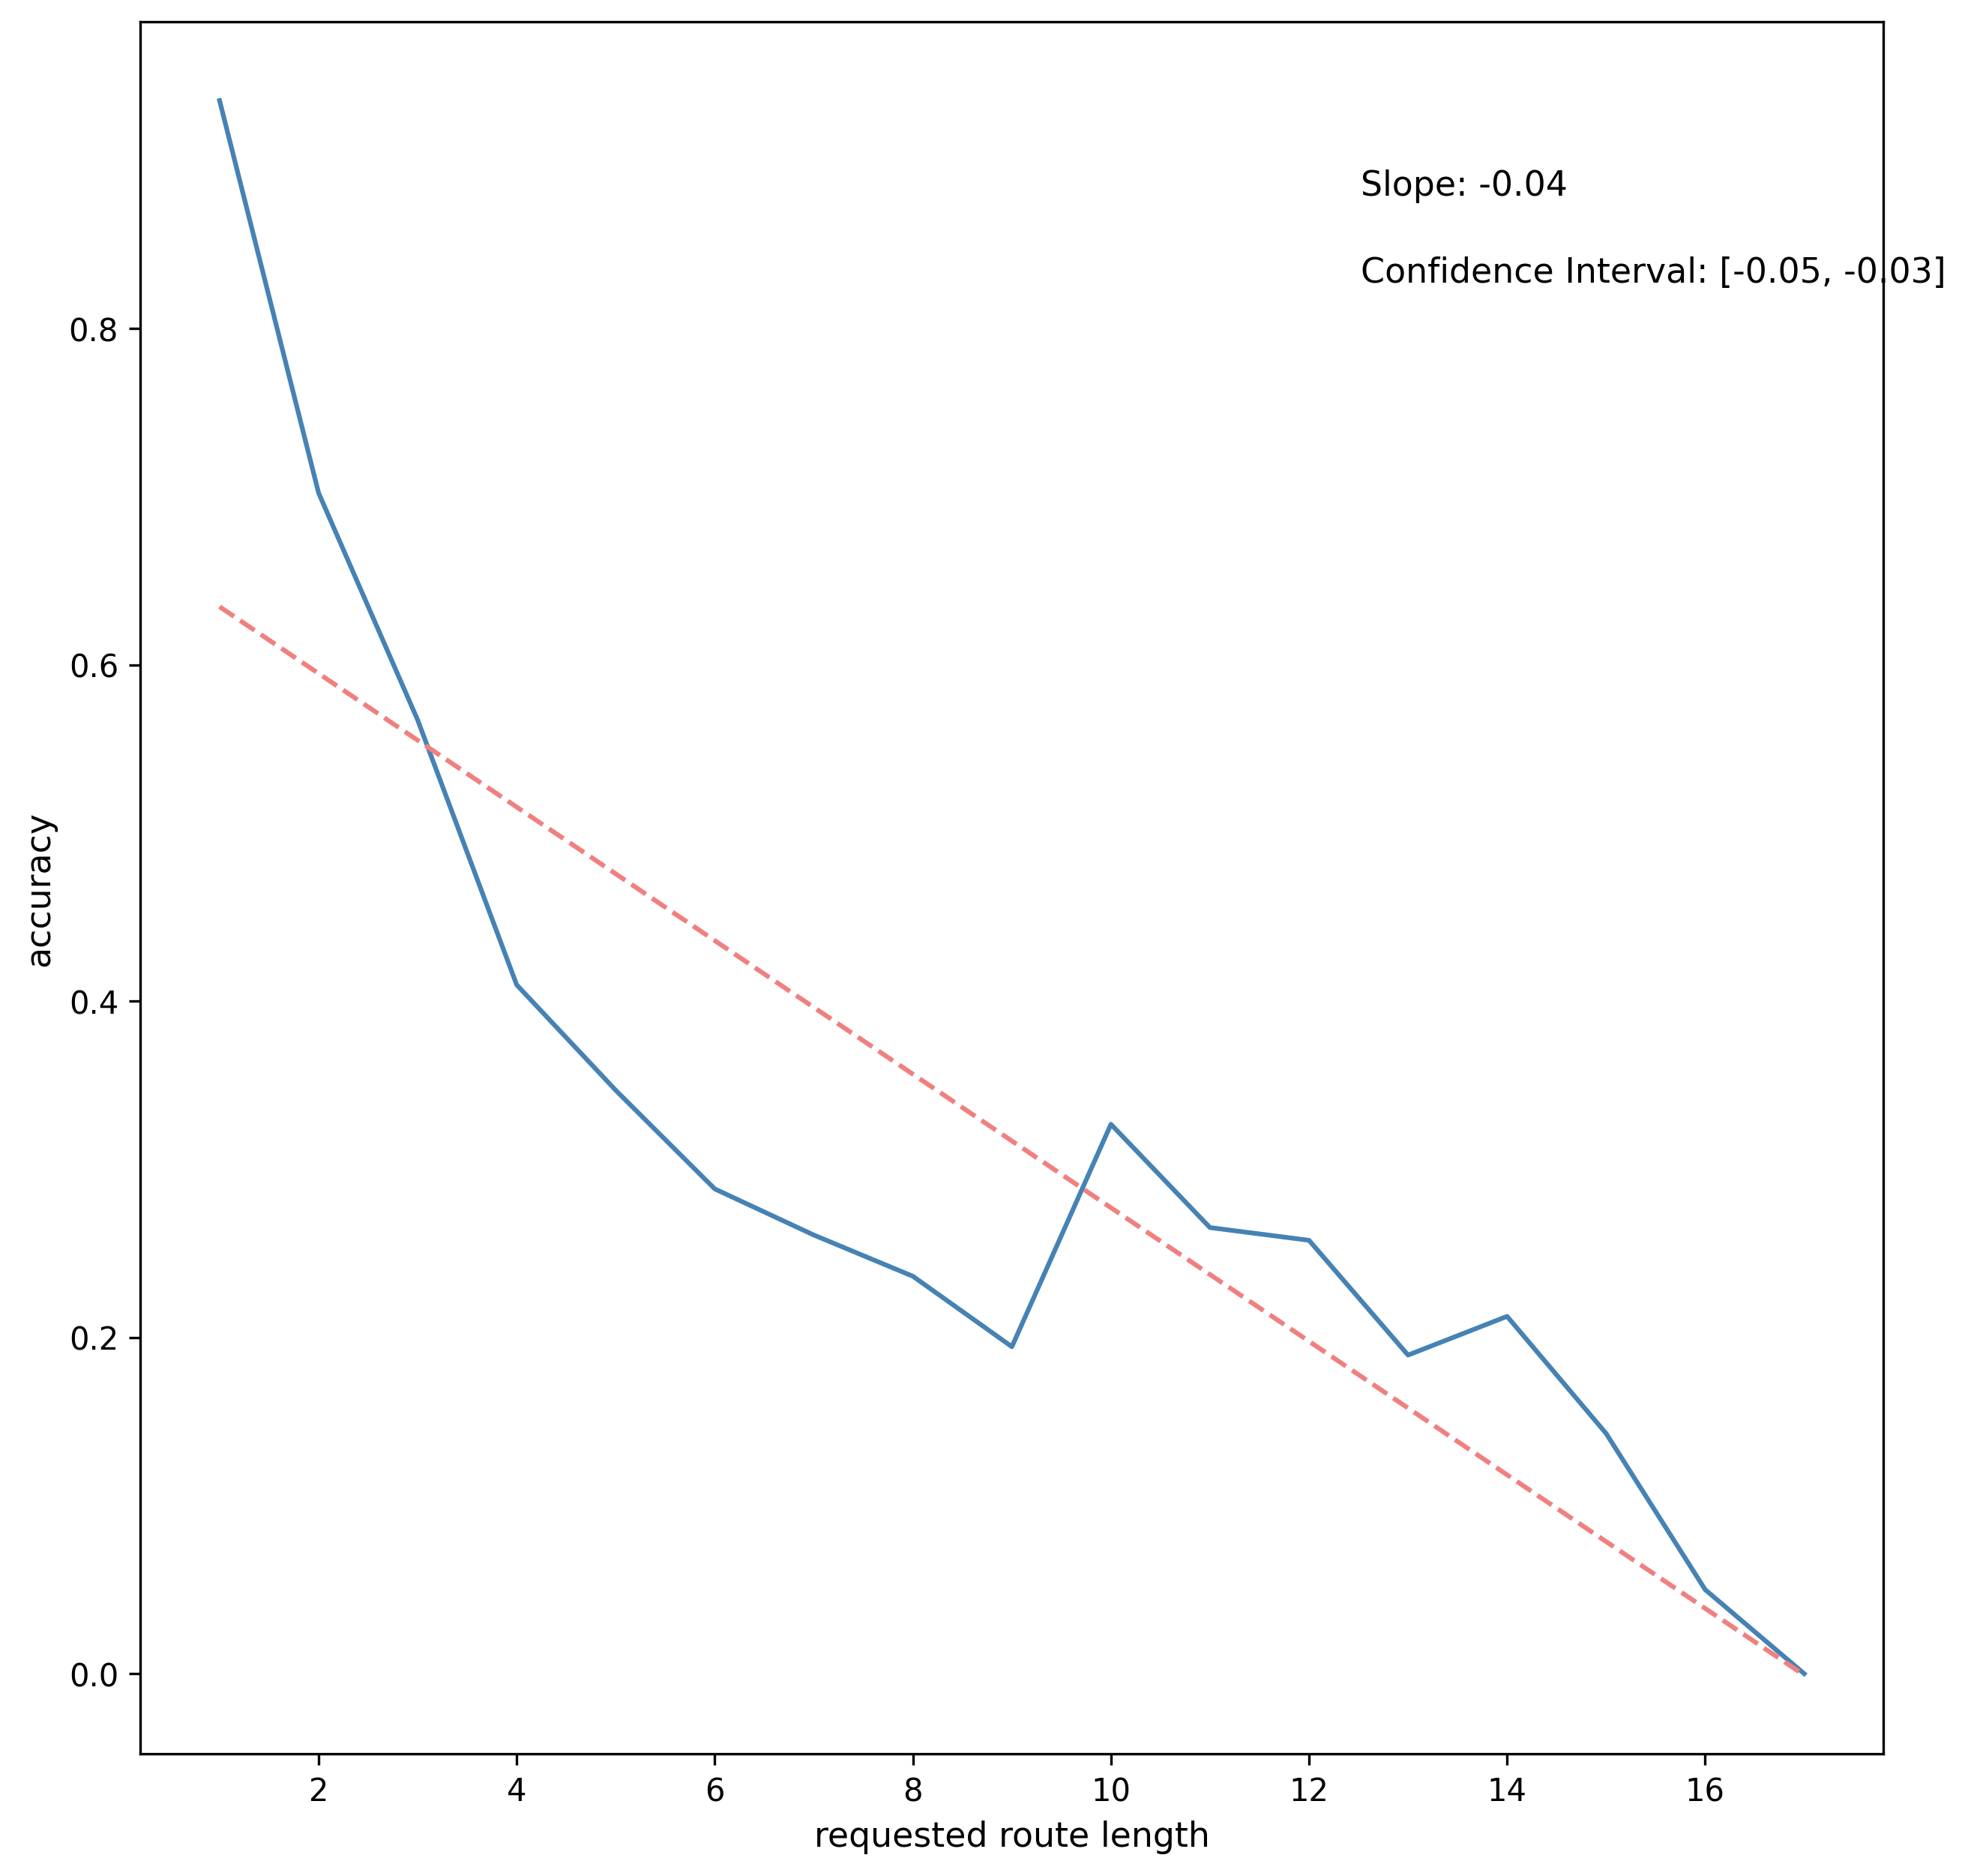 Slope: -0.04
Confidence Interval: [-0.05, -0.03]
0.8
0.6
0.4
0.2
0.0
accuracy
2 4 6 8 10 12 14 16
requested route length